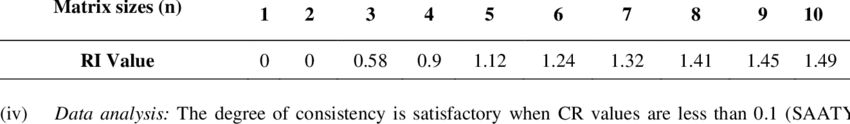 Matrix sizes (n) 1 2 3 4 5 6 7 8 9 10
RI Value 0 0 0.58 0.9 1.12 1.24 1.32 1.41 1.45 1.49
(iv) Data analysis: The degree of consistency is satisfactory when CR values are less than 0.1 (SAATY